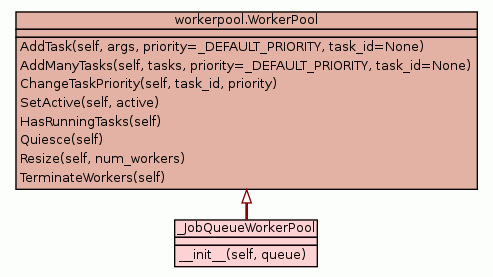 workerpool.WorkerPool
AddTask(self, args, priority=_DEFAULT_PRIORITY, task_id=None)
AddManyTasks(self, tasks, priority=_DEFAULT_PRIORITY, task_id=None)
ChangeTaskPriority(self, task_id, priority)
SetActive(self, active)
HasRunningTasks(self)
Quiesce(self)
Resize(self, num_workers)
TerminateWorkers(self)
_JobQueueWorkerPool
__init__(self, queue)